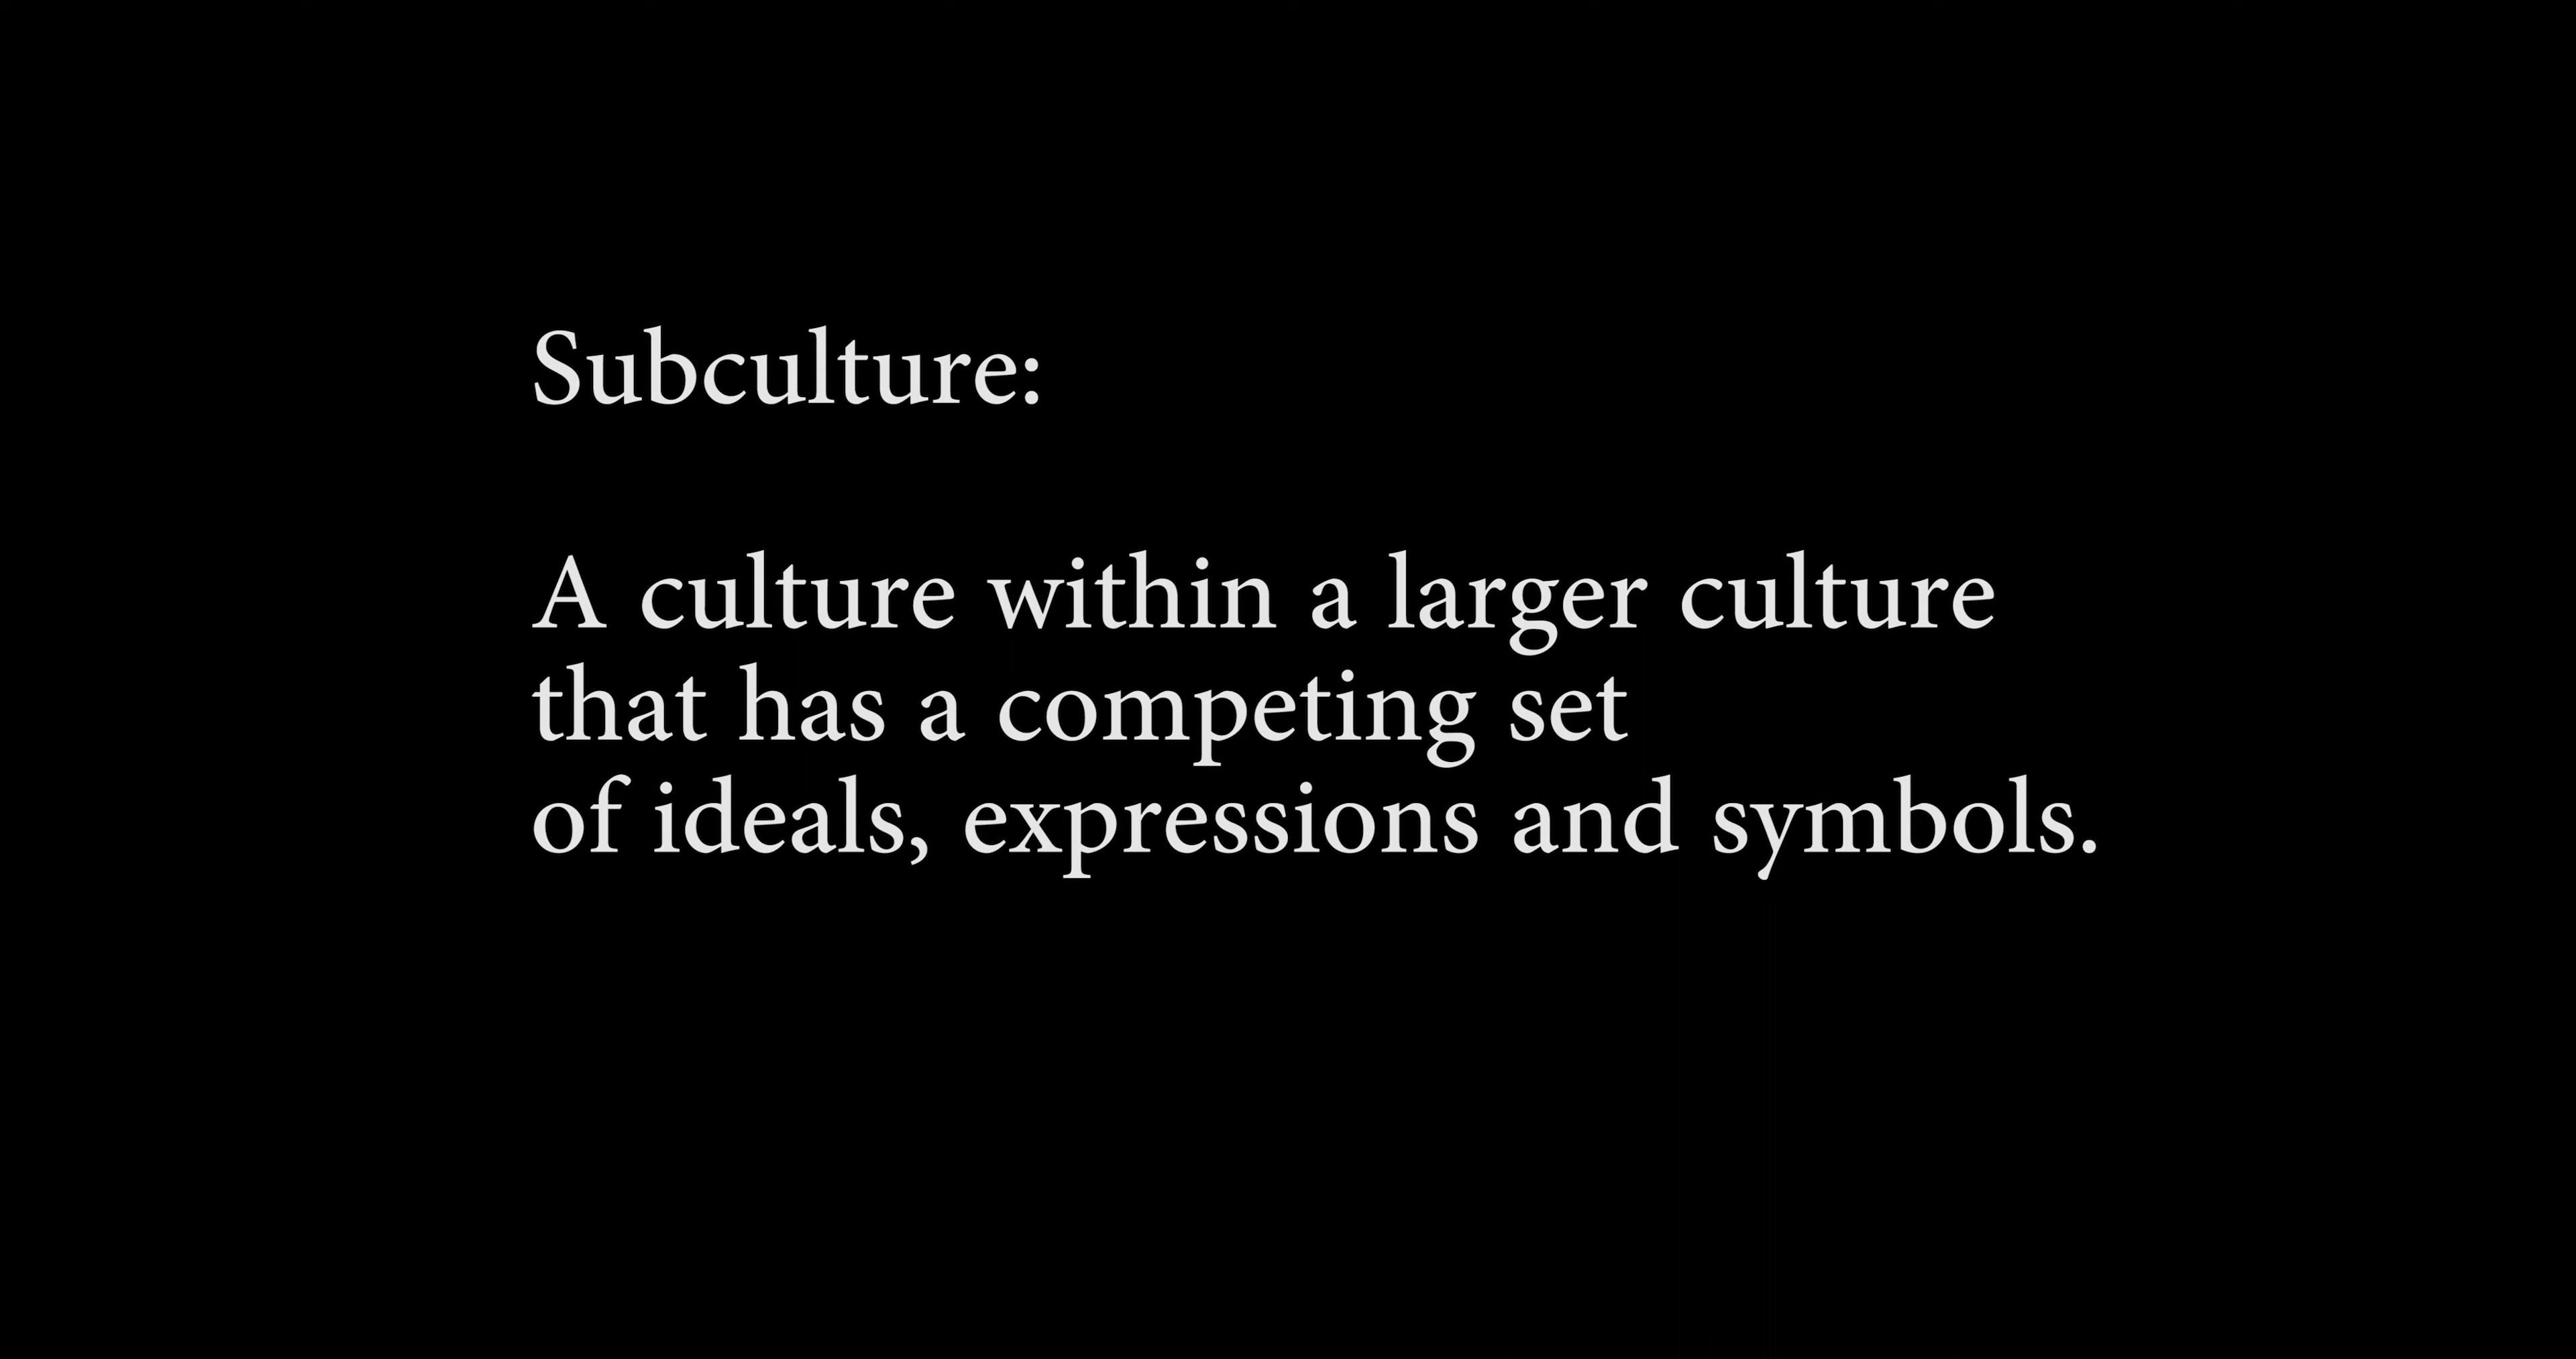 Subculture:
A culture within a larger culture
that has a competing set
of ideals, expressions and symbols.